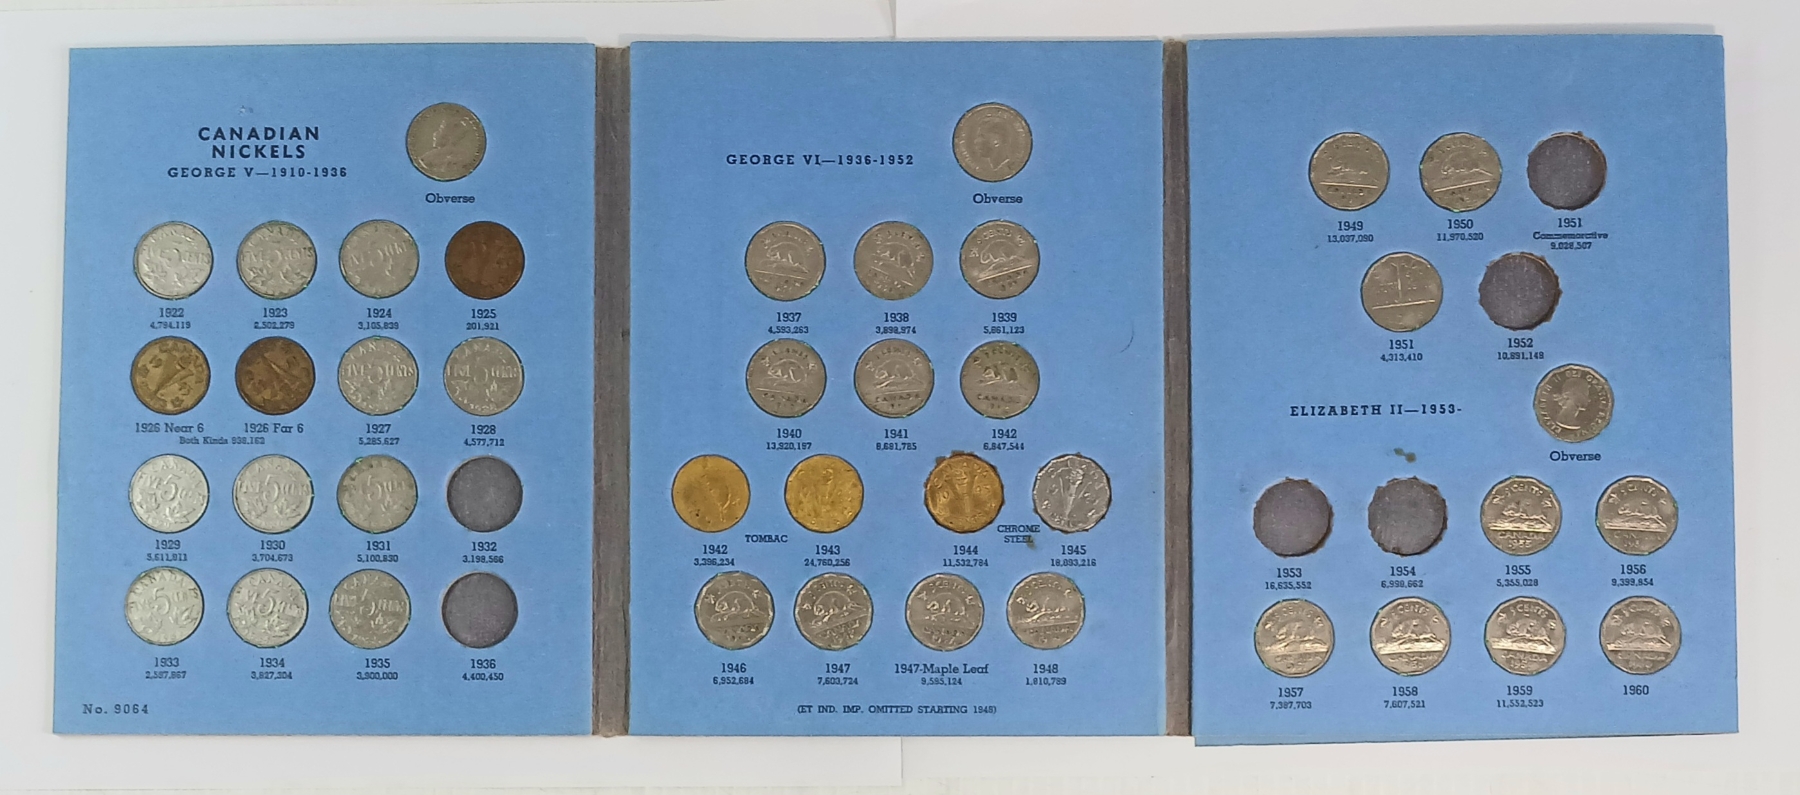 CANADIAN
NICKELS
GEORGE V—1910-1936
Obverse
1922 1923 1924 1925
4,794,119 2,502,279 3,105,839 201,921
1926 Near 6 1926 Far 6 1927 1928
Both Kinds 938,162 5,285,627 4,577,712
1929 1930 1931 1932
5,611,911 3,704,673 5,100,830 3,198,566
1933 1934 1935 1936
2,597,867 3,827,304 3,900,000 4,400,450
No. 9064
GEORGE VI—1936-1952
Obverse
1937 1938 1939
4,593,263 3,898,974 5,661,123
1940 1941 1942
13,920,197 8,681,785 6,847,544
TOMBAC
CHROME
STEEL
1942 1943 1944 1945
3,396,234 24,760,256 11,532,784 18,893,216
1946 1947 1947-Maple Leaf 1948
6,952,684 7,603,724 9,595,124 1,810,789
(ET IND. IMP. OMITTED STARTING 1948)
1949 1950 1951
13,037,090 11,970,520 Commemorative
9,028,507
1951 1952
4,313,410 10,891,148
ELIZABETH II—1953-
Obverse
1953 1954 1955 1956
16,635,552 6,998,662 5,355,028 9,399,854
1957 1958 1959 1960
7,387,703 7,607,521 11,552,523